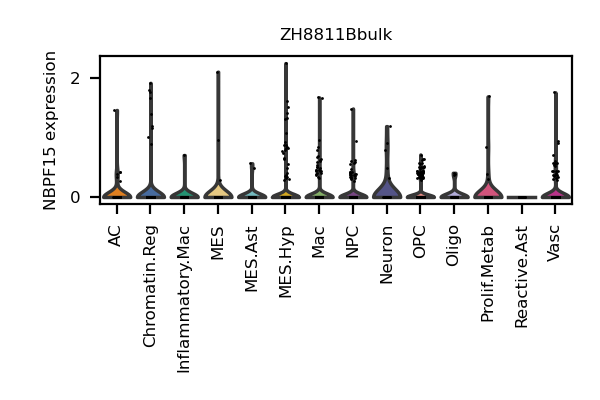 ZH8811Bbulk
NBPF15 expression
2
0
AC
Chromatin.Reg
Inflammatory.Mac
MES
MES.Ast
MES.Hyp
Mac
NPC
Neuron
OPC
Oligo
Prolif.Metab
Reactive.Ast
Vasc